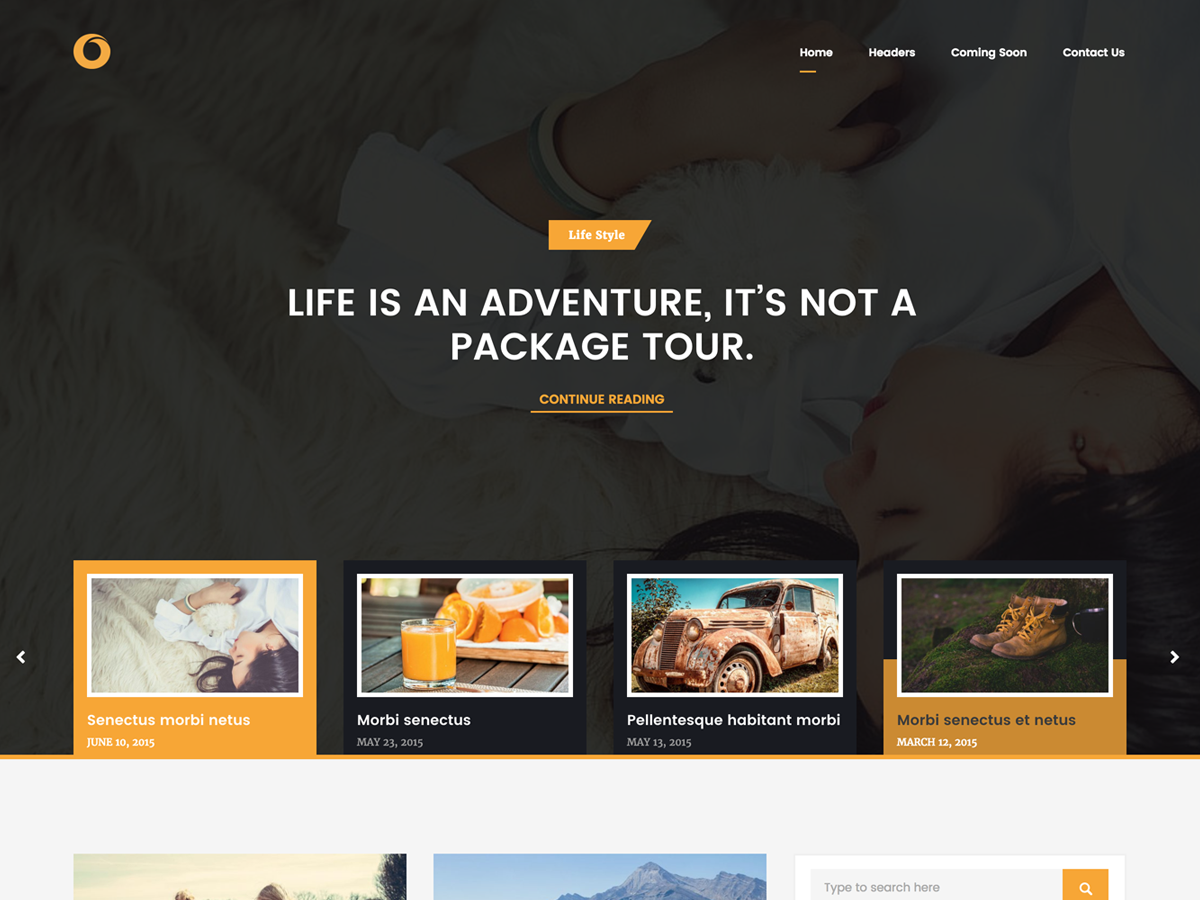 Home Headers Coming Soon Contact Us
Life Style
LIFE IS AN ADVENTURE, IT’S NOT A
PACKAGE TOUR.
CONTINUE READING
Senectus morbi netus
JUNE 10, 2015
Morbi senectus
MAY 23, 2015
Pellentesque habitant morbi
MAY 13, 2015
Morbi senectus et netus
MARCH 12, 2015
Type to search here